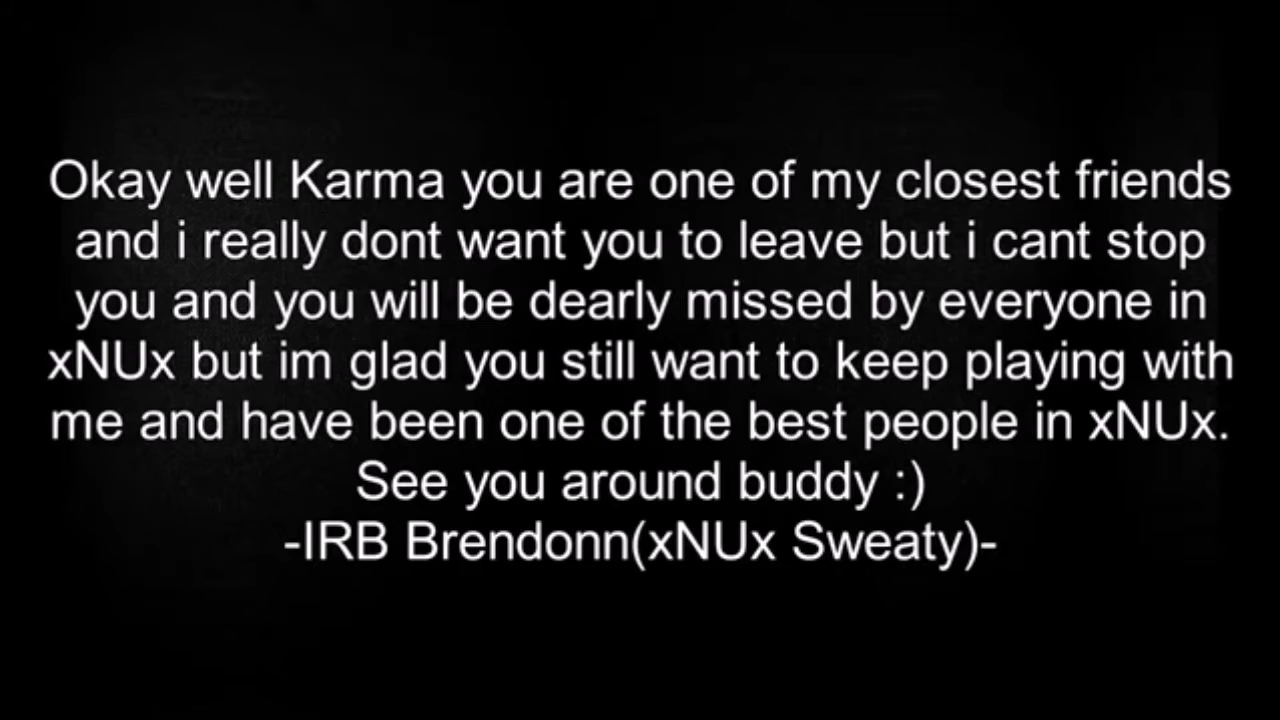 Okay well Karma you are one of my closest friends
and i really dont want you to leave but i cant stop
you and you will be dearly missed by everyone in
xNUx but im glad you still want to keep playing with
me and have been one of the best people in xNUx.
See you around buddy :)
-IRB Brendonn(xNUx Sweaty)-